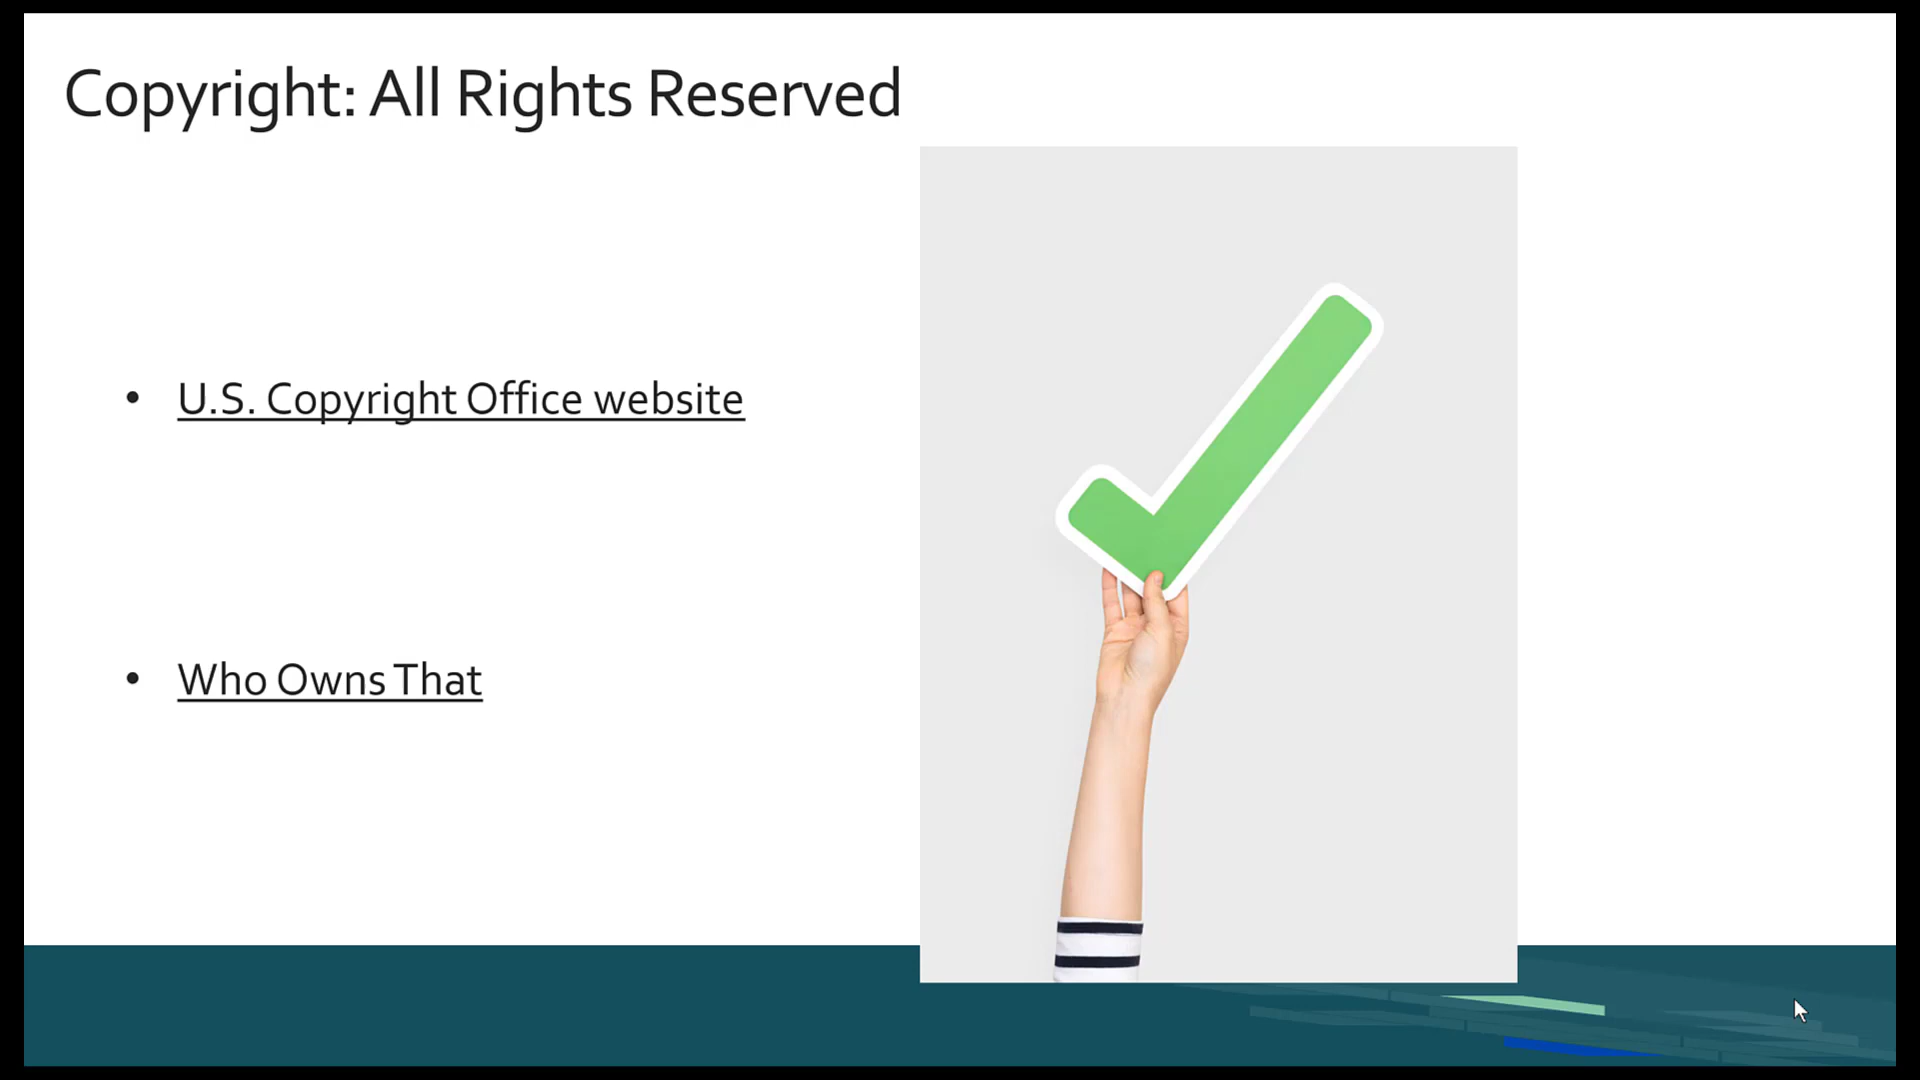 Copyright: All Rights Reserved
• U.S. Copyright Office website
• Who Owns That